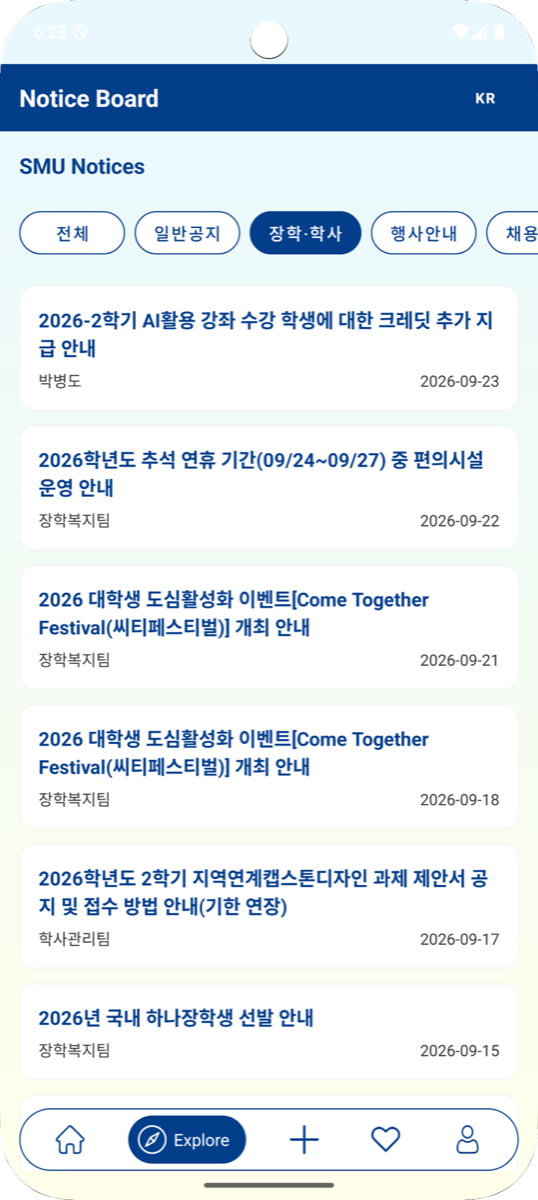 6:23
Notice Board
KR
SMU Notices
전체
일반공지
장학·학사
행사안내
채용
2026-2학기 AI활용 강좌 수강 학생에 대한 크레딧 추가 지
급 안내
박병도
2026-09-23
2026학년도 추석 연휴 기간(09/24~09/27) 중 편의시설
운영 안내
장학복지팀
2026-09-22
2026 대학생 도심활성화 이벤트[Come Together
Festival(씨티페스티벌)] 개최 안내
장학복지팀
2026-09-21
2026 대학생 도심활성화 이벤트[Come Together
Festival(씨티페스티벌)] 개최 안내
장학복지팀
2026-09-18
2026학년도 2학기 지역연계캡스톤디자인 과제 제안서 공
지 및 접수 방법 안내(기한 연장)
학사관리팀
2026-09-17
2026년 국내 하나장학생 선발 안내
장학복지팀
2026-09-15
Explore